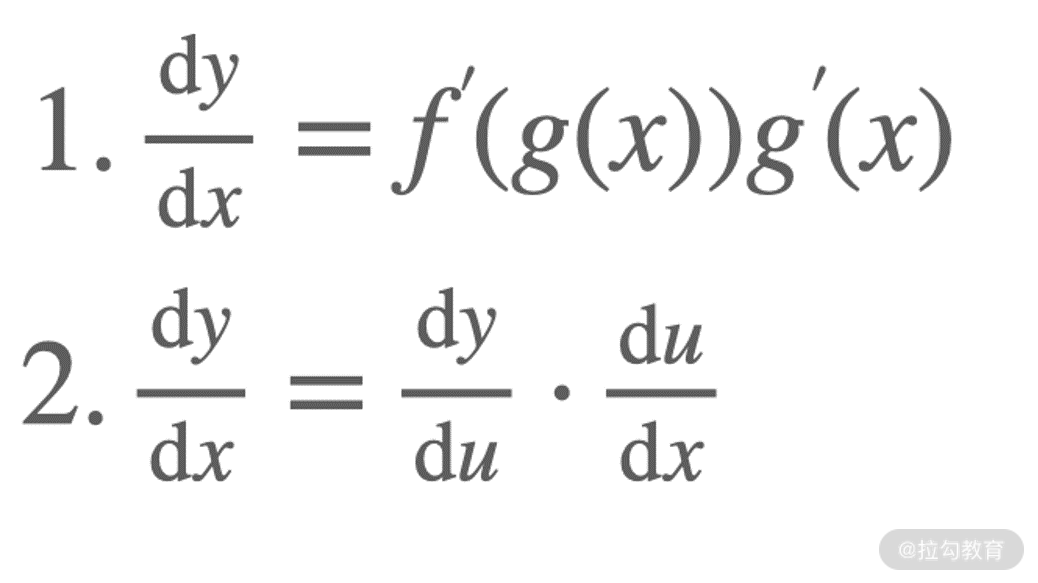 1. dy/dx = f′(g(x))g′(x)
2. dy/dx = dy/du · du/dx
@拉勾教育